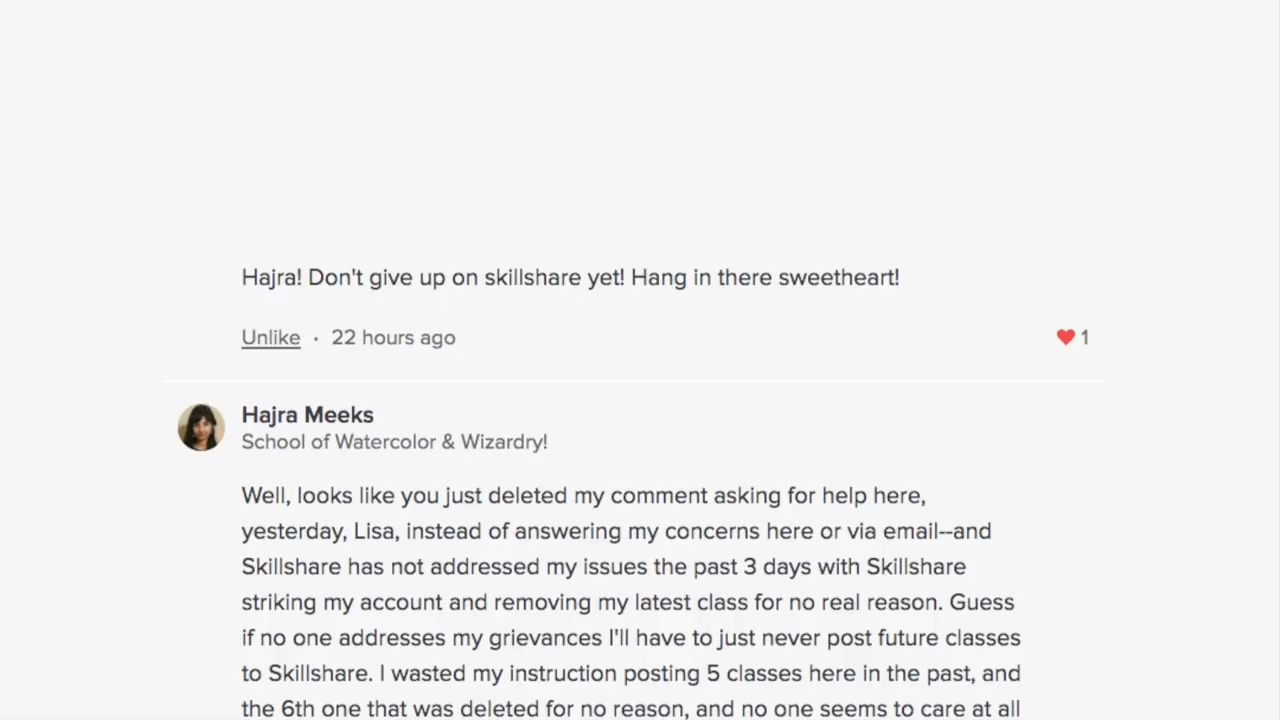 Hajra! Don't give up on skillshare yet! Hang in there sweetheart!
Unlike · 22 hours ago 1
Hajra Meeks
School of Watercolor & Wizardry!
Well, looks like you just deleted my comment asking for help here,
yesterday, Lisa, instead of answering my concerns here or via email--and
Skillshare has not addressed my issues the past 3 days with Skillshare
striking my account and removing my latest class for no real reason. Guess
if no one addresses my grievances I'll have to just never post future classes
to Skillshare. I wasted my instruction posting 5 classes here in the past, and
the 6th one that was deleted for no reason, and no one seems to care at all